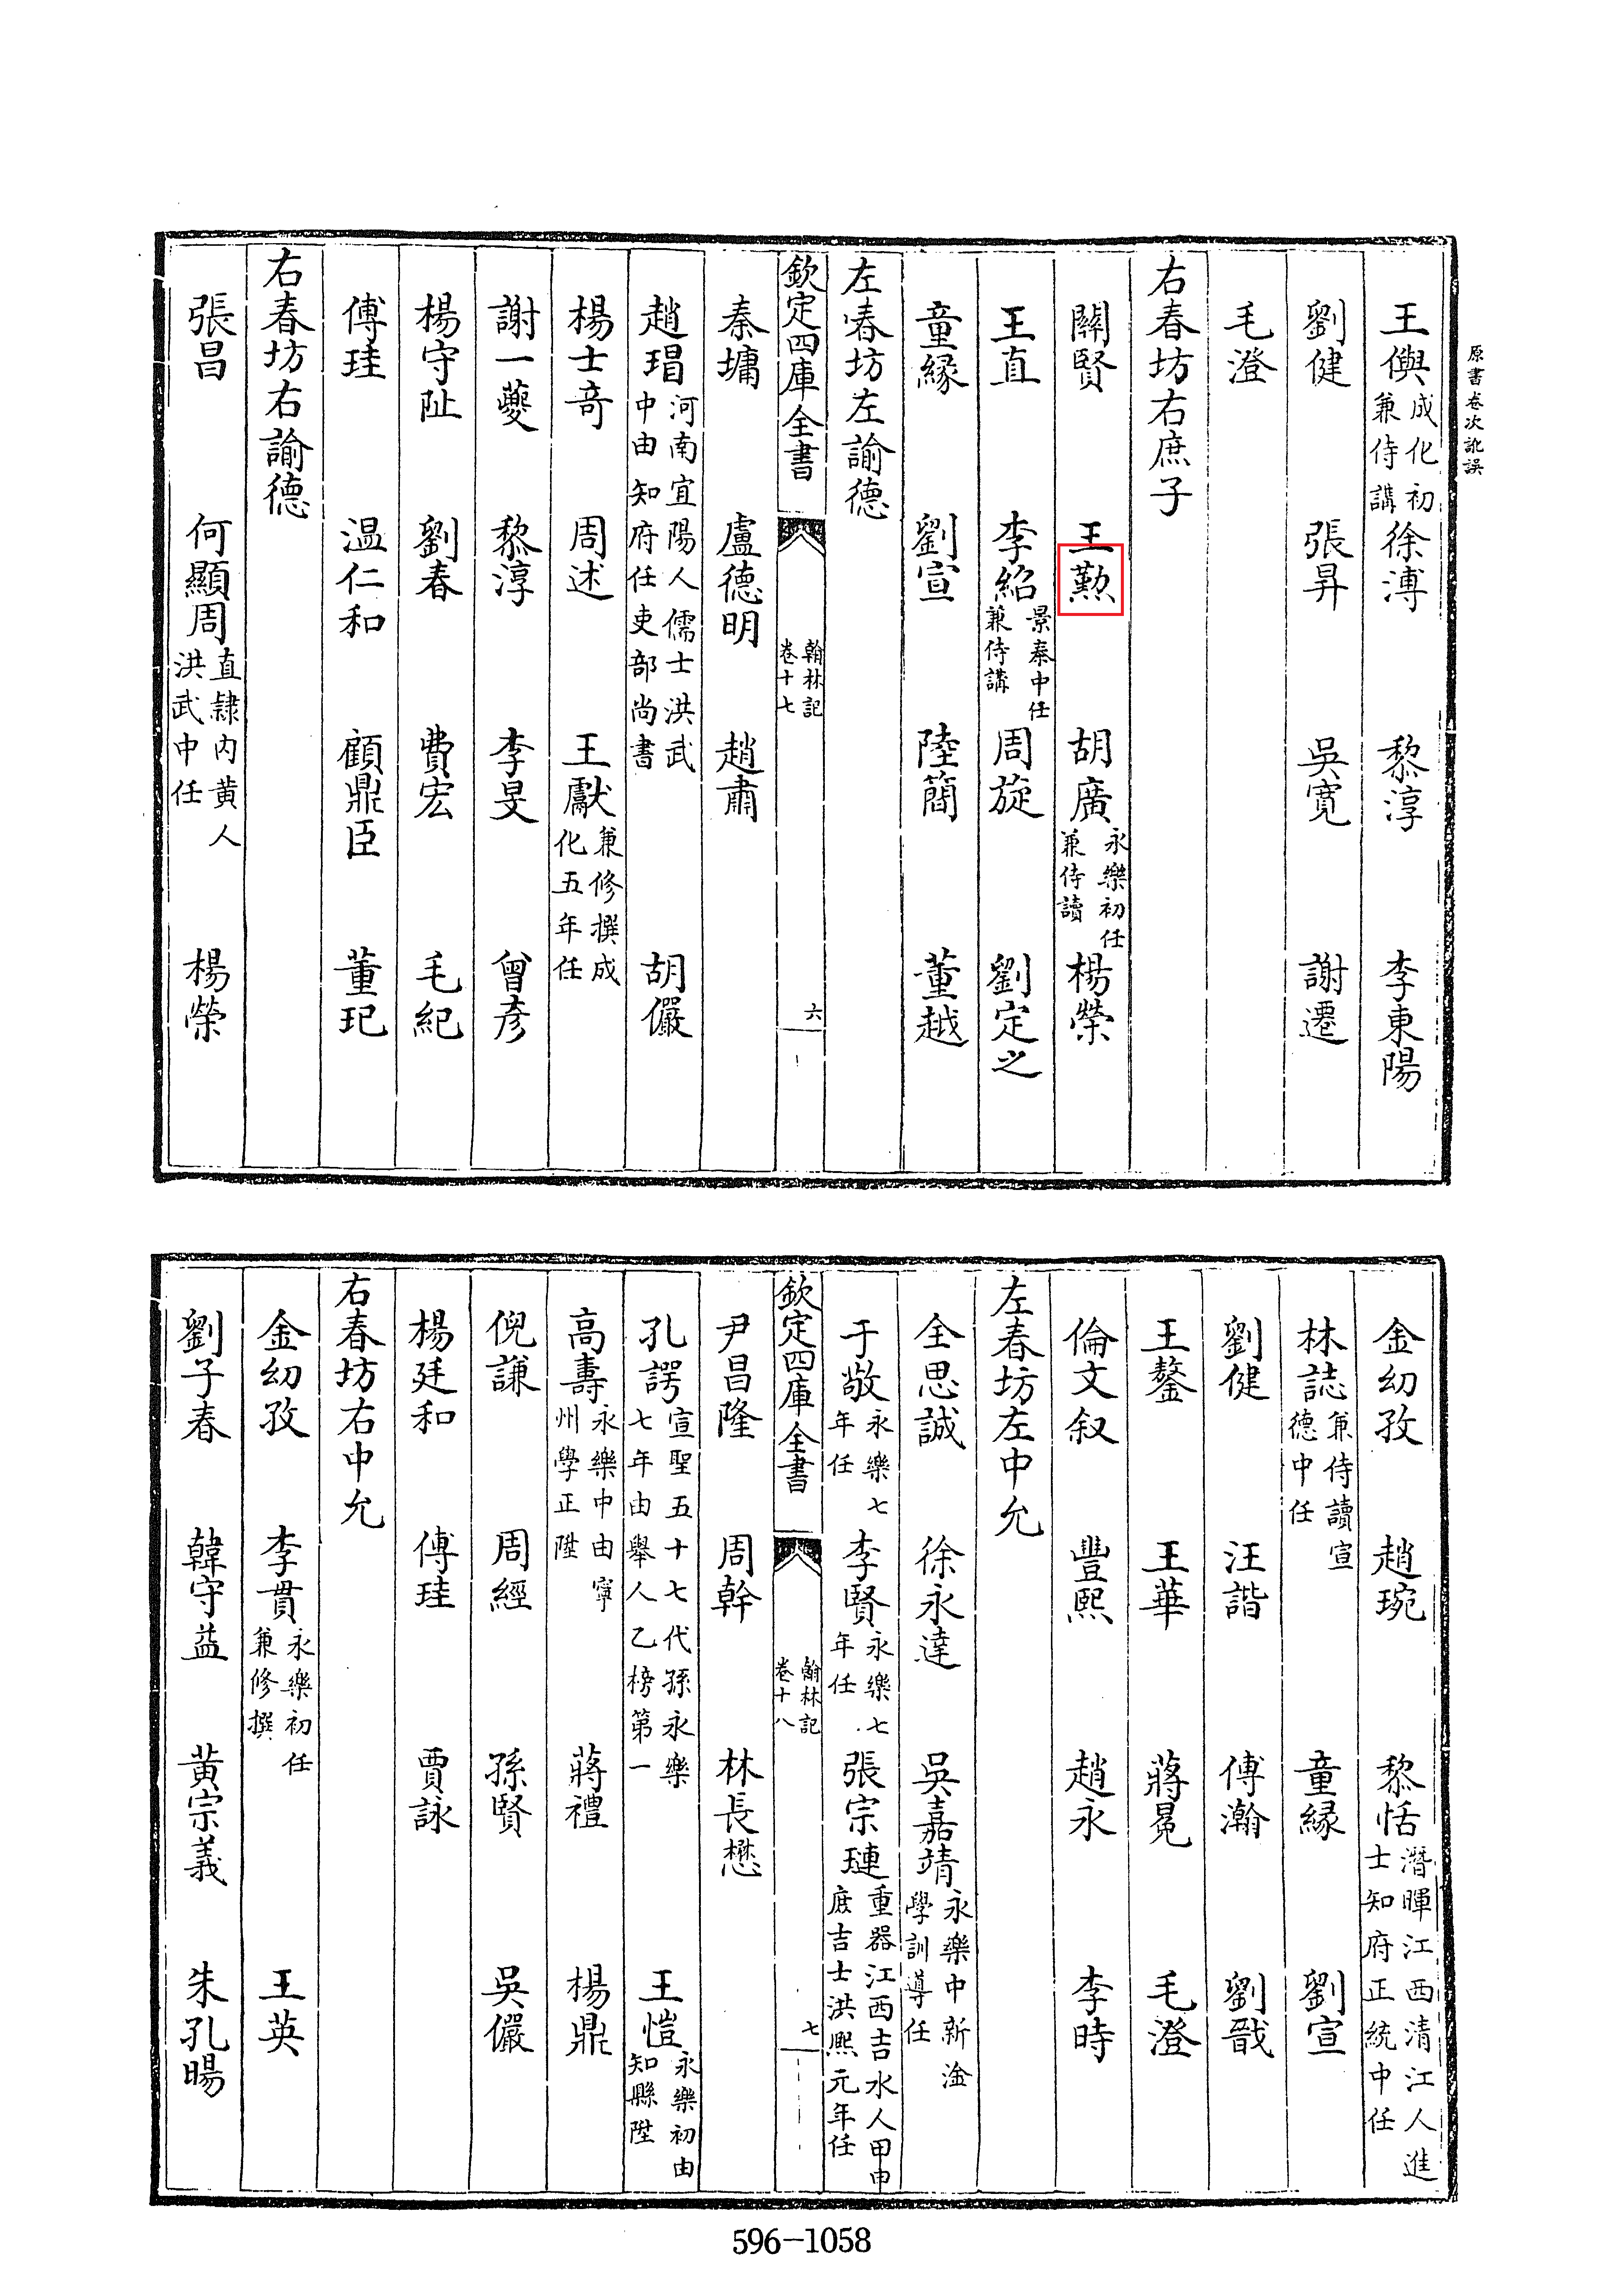 原書卷次訛誤
王㒜成化初兼侍講 徐溥 黎淳 李東陽
劉健 張昇 吳寬 謝遷
毛澄
右春坊右庶子
關賢 王懃 胡廣永樂初任兼侍讀 楊榮
王直 李紹景泰中任兼侍講 周旋 劉定之
童緣 劉宣 陸簡 董越
左春坊左諭德
欽定四庫全書 翰林記卷十七 六
秦墉 盧德明 趙肅
趙瑁河南宜陽人儒士洪武中由知府任吏部尚書 胡儼
楊士竒 周述 王獻兼修撰成化五年任
謝一夔 黎淳 李旻 曾彥
楊守阯 劉春 費宏 毛紀
傅珪 温仁和 顧鼎臣 董玘
右春坊右諭德
張昌 何顯周直隸内黄人洪武中任 楊榮
金幼孜 趙琬 黎恬潛暉江西清江人進士知府正統中任
林誌兼侍讀宣德中任 童緣 劉宣
劉健 汪諧 傅瀚 劉戩
王鏊 王華 蔣冕 毛澄
倫文叙 豐熙 趙永 李時
左春坊左中允
全思誠 徐永達 吳嘉靖永樂中新淦學訓導任
于敬永樂七年任 李賢永樂七年任 張宗璉重器江西吉水人甲申庶吉士洪熙元年任
欽定四庫全書 翰林記卷十八 七
尹昌隆 周幹 林長懋
孔諤宣聖五十七代孫永樂七年由舉人乙榜第一 王愷永樂初由知縣陞
高壽永樂中由寧州學正陞 蔣禮 楊鼎
倪謙 周經 孫賢 吳儼
楊廷和 傅珪 賈詠
右春坊右中允
金幼孜 李貫永樂初任兼修撰 王英
劉子春 韓守益 黄宗義 朱孔暘
596-1058